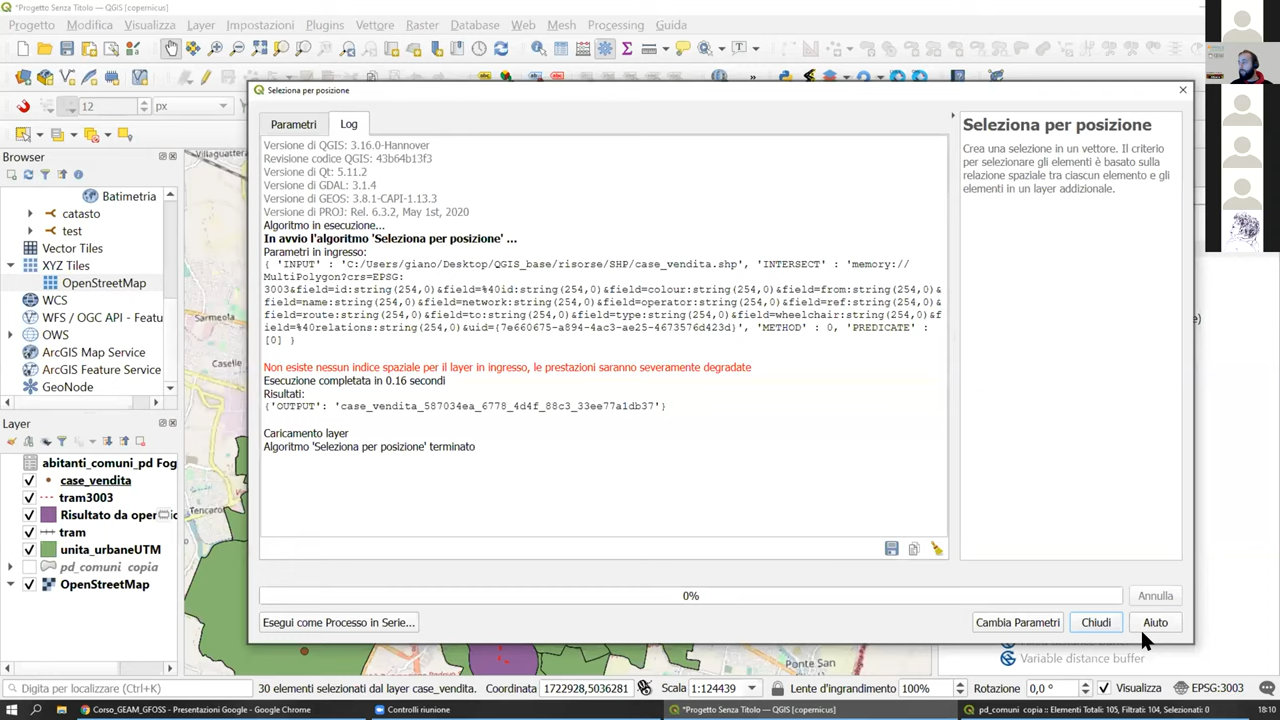 *Progetto Senza Titolo — QGIS [copernicus]
Progetto Modifica Visualizza Layer Impostazioni Plugins Vettore Raster Database Web Mesh Processing Guida
12 px
Seleziona per posizione
Parametri Log
Versione di QGIS: 3.16.0-Hannover
Revisione codice QGIS: 43b64b13f3
Versione di Qt: 5.11.2
Versione di GDAL: 3.1.4
Versione di GEOS: 3.8.1-CAPI-1.13.3
Versione di PROJ: Rel. 6.3.2, May 1st, 2020
Algoritmo in esecuzione...
In avvio l'algoritmo 'Seleziona per posizione' ...
Parametri in ingresso:
{ 'INPUT' : 'C:/Users/giano/Desktop/QGIS_base/risorse/SHP/case_vendita.shp', 'INTERSECT' : 'memory://
MultiPolygon?crs=EPSG:
3003&field=id:string(254,0)&field=%40id:string(254,0)&field=colour:string(254,0)&field=from:string(254,0)&
field=name:string(254,0)&field=network:string(254,0)&field=operator:string(254,0)&field=ref:string(254,0)&
field=route:string(254,0)&field=to:string(254,0)&field=type:string(254,0)&field=wheelchair:string(254,0)&
field=%40relations:string(254,0)&uid={7e660675-a894-4ac3-ae25-4673576d423d}', 'METHOD' : 0, 'PREDICATE' :
[0] }
Non esiste nessun indice spaziale per il layer in ingresso, le prestazioni saranno severamente degradate
Esecuzione completata in 0.16 secondi
Risultati:
{'OUTPUT': 'case_vendita_587034ea_6778_4d4f_88c3_33ee77a1db37'}
Caricamento layer
Algoritmo 'Seleziona per posizione' terminato
0%
Annulla
Esegui come Processo in Serie...
Cambia Parametri
Chiudi
Aiuto
Seleziona per posizione
Crea una selezione in un vettore. Il criterio
per selezionare gli elementi è basato sulla
relazione spaziale tra ciascun elemento e gli
elementi in un layer addizionale.
Browser
Batimetria
catasto
test
Vector Tiles
XYZ Tiles
OpenStreetMap
WCS
WFS / OGC API - Featu
OWS
ArcGIS Map Service
ArcGIS Feature Service
GeoNode
Layer
abitanti_comuni_pd Fog
case_vendita
tram3003
Risultato da oper
tram
unita_urbaneUTM
pd_comuni copia
OpenStreetMap
Villaguattera
Sarmeola
Caselle
Tencarol
Ponte San
Variable distance buffer
Digita per localizzare (Ctrl+K)
30 elementi selezionati dal layer case_vendita.
Coordinata 1722928,5036281
Scala 1:124439
Lente d'ingrandimento 100%
Rotazione 0,0 °
Visualizza
EPSG:3003
Corso_GEAM_GFOSS - Presentazioni Google - Google Chrome
Controlli riunione
*Progetto Senza Titolo — QGIS [copernicus]
pd_comuni copia :: Elementi Totali: 105, Filtrati: 104, Selezionati: 0
18:10